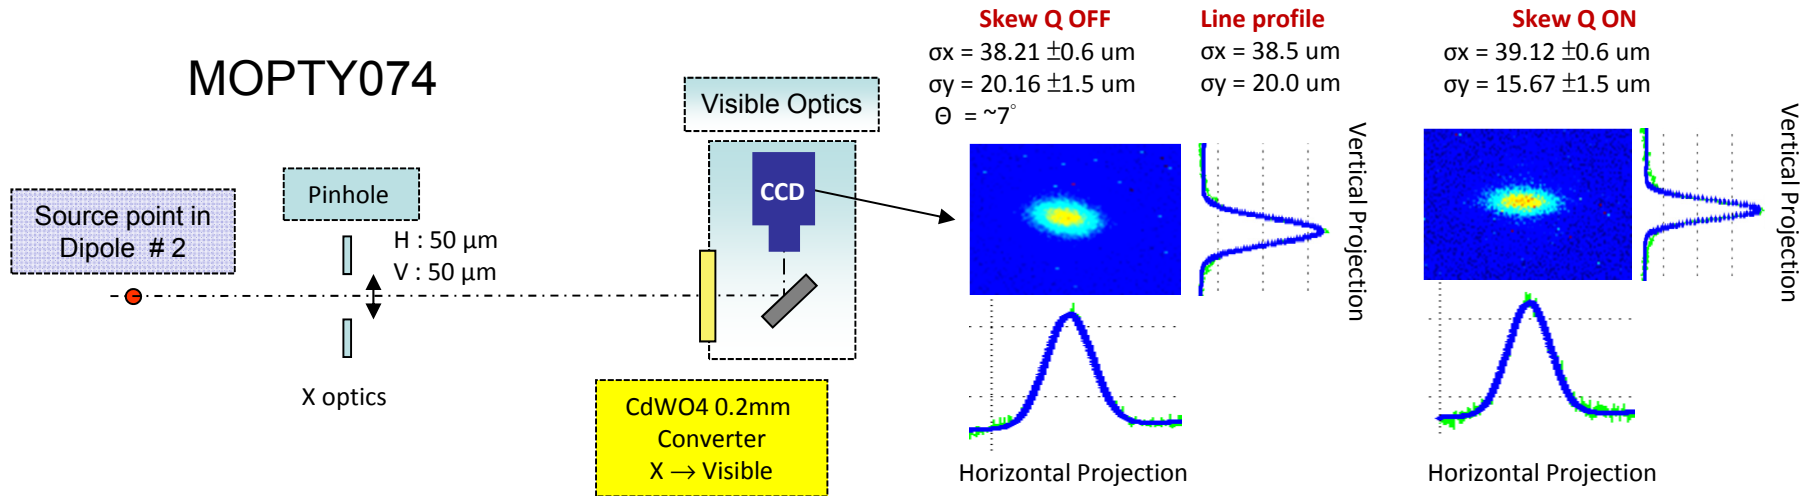 MOPTY074
Source point in
Dipole # 2
Pinhole
H : 50 µm
V : 50 µm
X optics
Visible Optics
CCD
CdWO4 0.2mm
Converter
X → Visible
Skew Q OFF
σx = 38.21 ±0.6 um
σy = 20.16 ±1.5 um
Θ = ~7°
Line profile
σx = 38.5 um
σy = 20.0 um
Vertical Projection
Horizontal Projection
Skew Q ON
σx = 39.12 ±0.6 um
σy = 15.67 ±1.5 um
Vertical Projection
Horizontal Projection